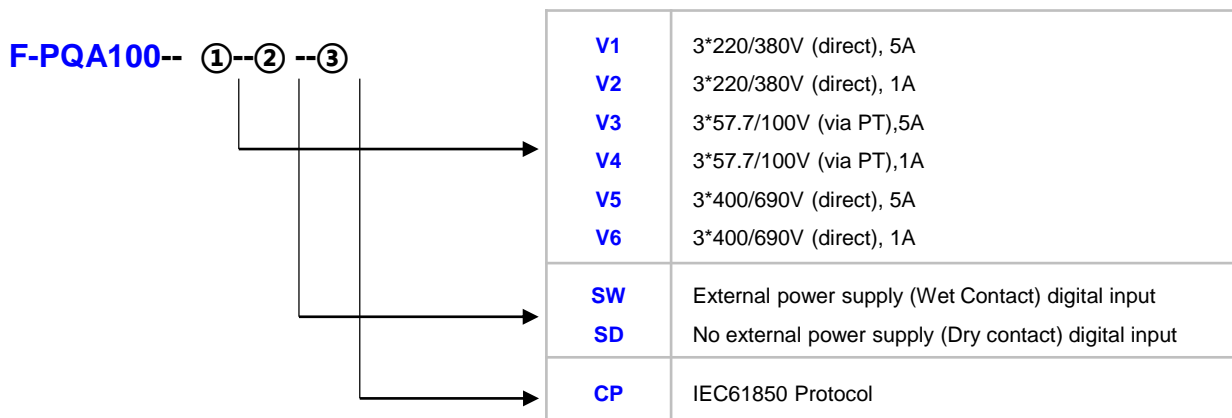 F-PQA100-- ①--② --③
V1 3*220/380V (direct), 5A
V2 3*220/380V (direct), 1A
V3 3*57.7/100V (via PT),5A
V4 3*57.7/100V (via PT),1A
V5 3*400/690V (direct), 5A
V6 3*400/690V (direct), 1A
SW External power supply (Wet Contact) digital input
SD No external power supply (Dry contact) digital input
CP IEC61850 Protocol